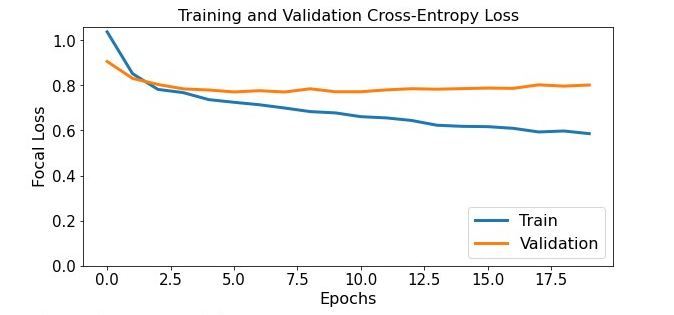 Training and Validation Cross-Entropy Loss
Focal Loss
1.0
0.8
0.6
0.4
0.2
0.0
Train
Validation
0.0 2.5 5.0 7.5 10.0 12.5 15.0 17.5
Epochs